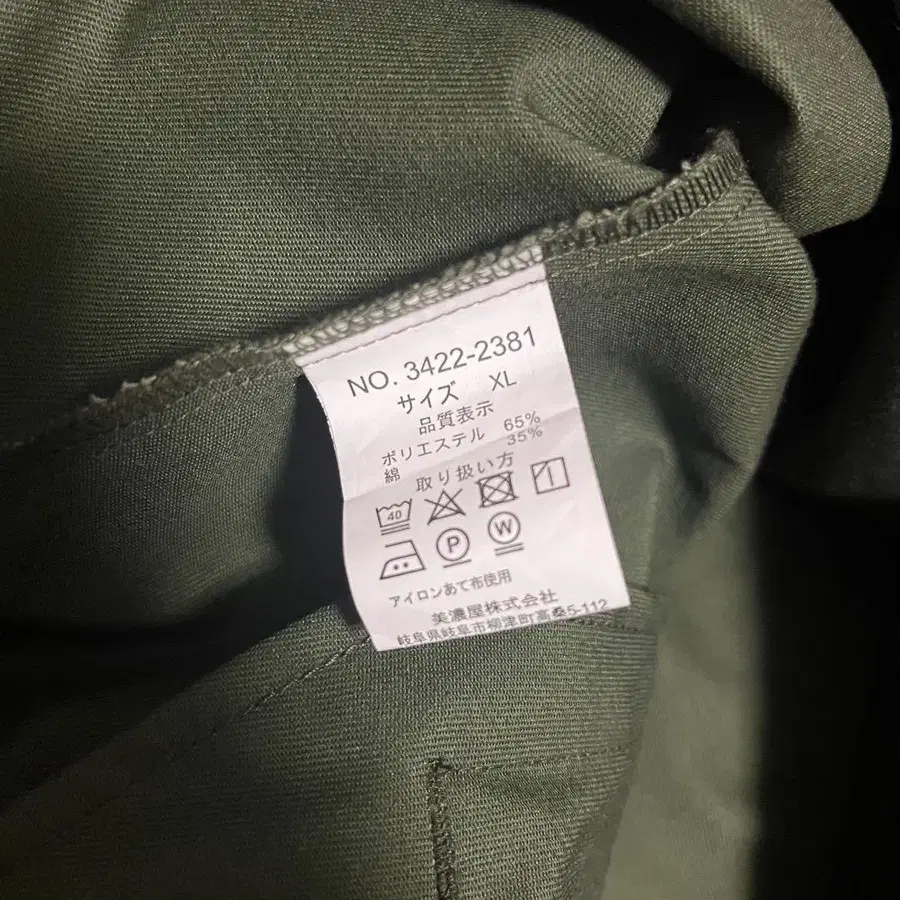 NO. 3422-2381
サイズ XL
品質表示
ポリエステル 65%
綿 35%
取り扱い方
40
P W
アイロンあて布使用
美濃屋株式会社
岐阜県岐阜市柳津町高桑5-112